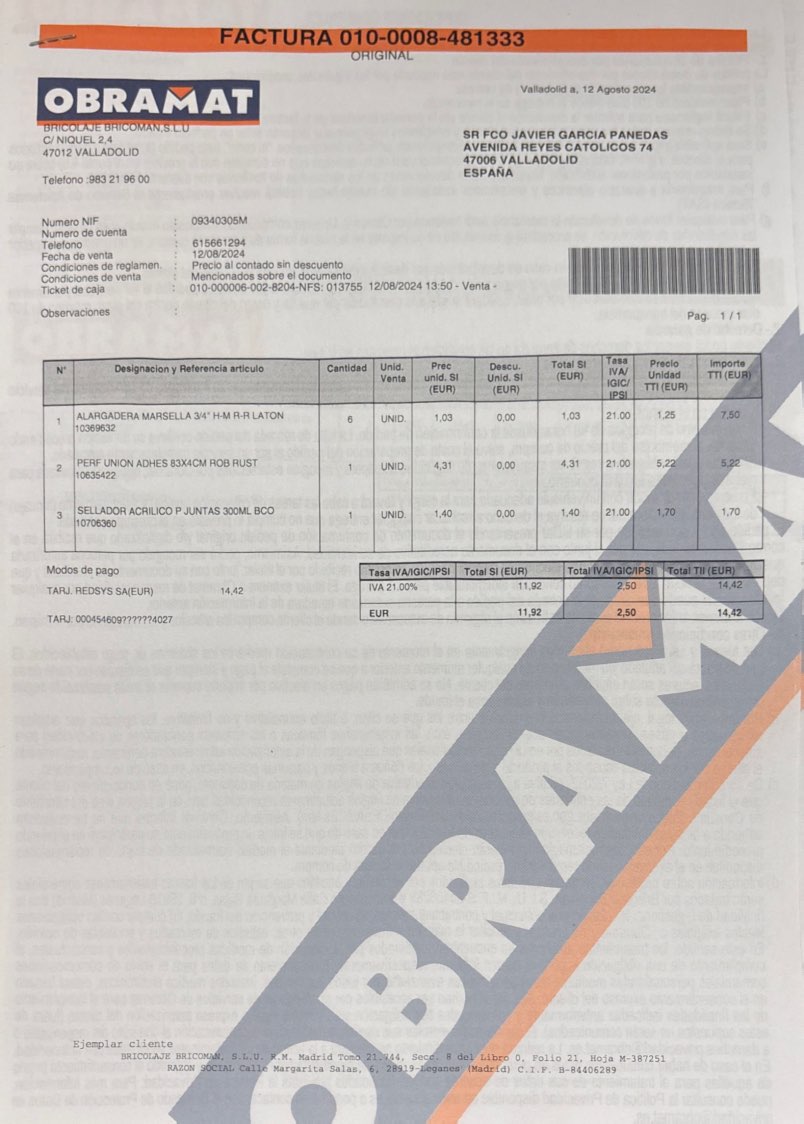 FACTURA 010-0008-481333
ORIGINAL
OBRAMAT
BRICOLAJE BRICOMAN,S.L.U
C/ NIQUEL 2,4
47012 VALLADOLID
Telefono :983 21 96 00
Valladolid a, 12 Agosto 2024
SR FCO JAVIER GARCIA PANEDAS
AVENIDA REYES CATOLICOS 74
47006 VALLADOLID
ESPAÑA
Numero NIF : 09340305M
Numero de cuenta :
Telefono : 615661294
Fecha de venta : 12/08/2024
Condiciones de reglamen. : Precio al contado sin descuento
Condiciones de venta : Mencionados sobre el documento
Ticket de caja : 010-000006-002-8204-NFS: 013755 12/08/2024 13:50 - Venta -
Observaciones :
Pag. 1 / 1
N° Designacion y Referencia articulo Cantidad Unid. Venta Prec unid. SI (EUR) Descu. Unid. SI (EUR) Total SI (EUR) Tasa IVA/ IGIC/ IPSI Precio Unidad TTI (EUR) Importe TTI (EUR)
1 ALARGADERA MARSELLA 3/4" H-M R-R LATON 6 UNID. 1,03 0,00 1,03 21.00 1,25 7,50
10369632
2 PERF UNION ADHES 83X4CM ROB RUST 1 UNID. 4,31 0,00 4,31 21.00 5,22 5,22
10635422
3 SELLADOR ACRILICO P JUNTAS 300ML BCO 1 UNID. 1,40 0,00 1,40 21.00 1,70 1,70
10706360
Modos de pago
TARJ. REDSYS SA(EUR) 14,42
TARJ: 000454609??????4027
Tasa IVA/IGIC/IPSI Total SI (EUR) Total IVA/IGIC/IPSI Total TII (EUR)
IVA 21.00% 11,92 2,50 14,42
EUR 11,92 2,50 14,42
OBRAMA
Ejemplar cliente
BRICOLAJE BRICOMAN, S.L.U. R.M. Madrid Tomo 21.744, Secc. 8 del Libro 0, Folio 21, Hoja M-387251
RAZON SOCIAL Calle Margarita Salas, 6, 28919-Leganes (Madrid) C.I.F. B-84406289